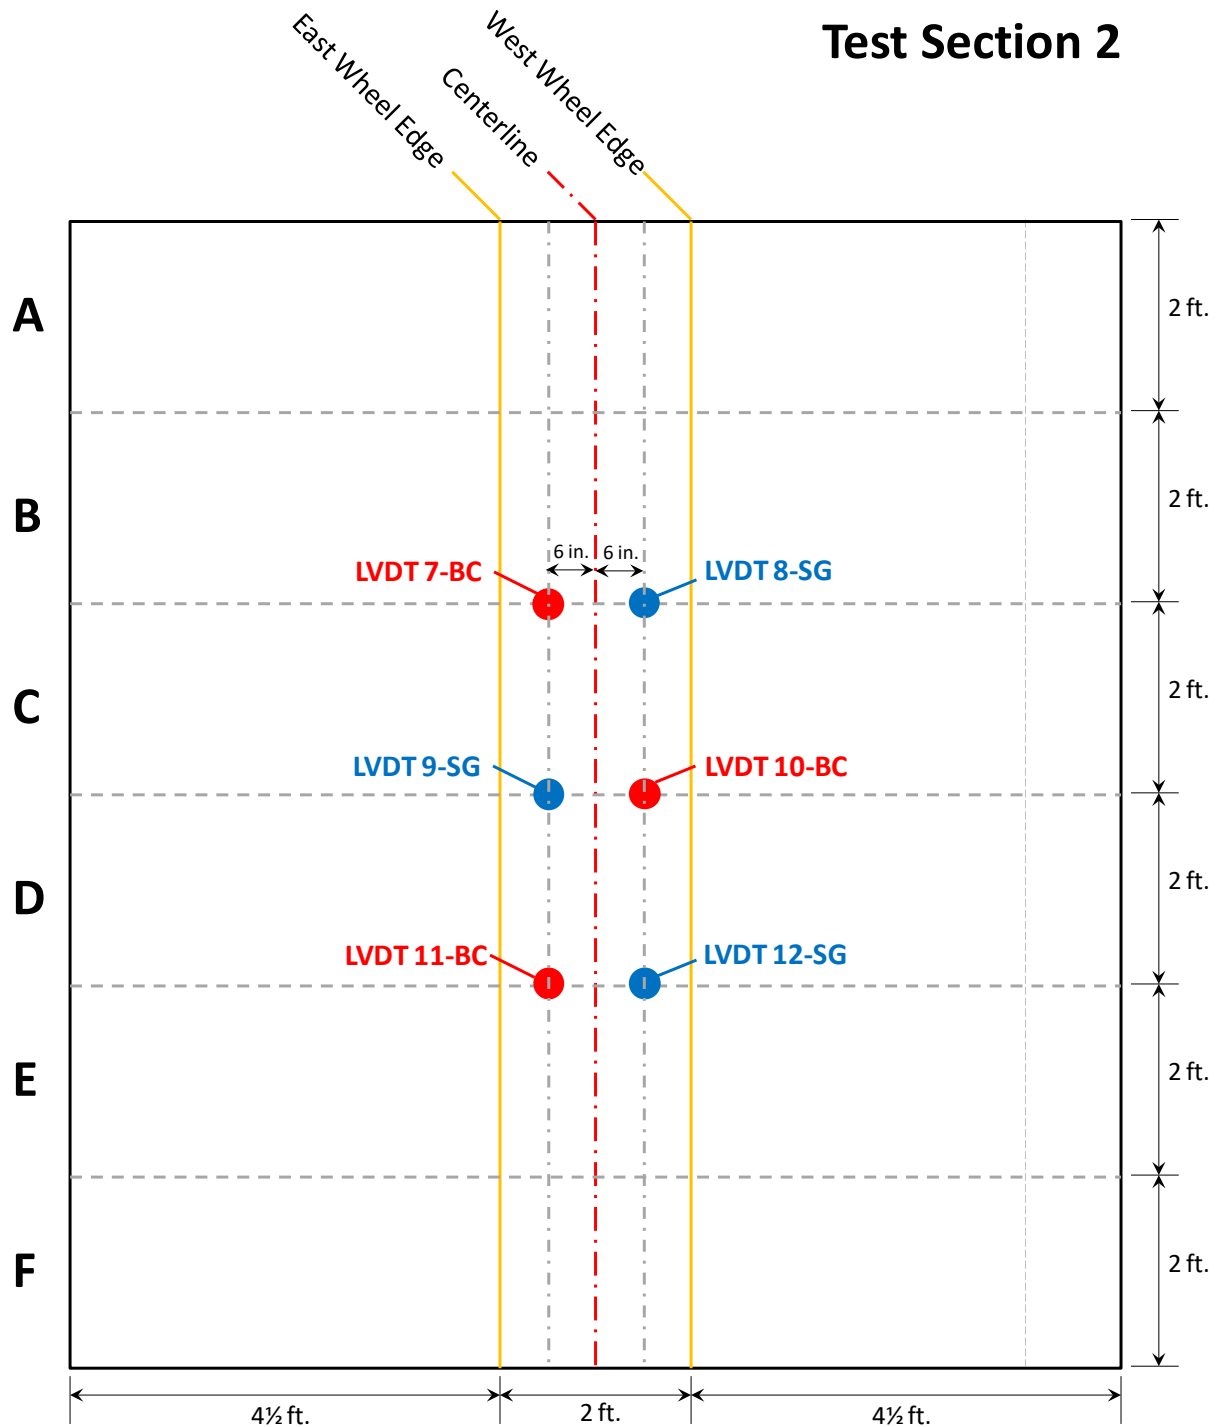 Test Section 2
East Wheel Edge
Centerline
West Wheel Edge
A
2 ft.
B
2 ft.
6 in.
6 in.
LVDT 7-BC
LVDT 8-SG
C
2 ft.
LVDT 9-SG
LVDT 10-BC
D
2 ft.
LVDT 11-BC
LVDT 12-SG
E
2 ft.
F
2 ft.
4½ ft.
2 ft.
4½ ft.